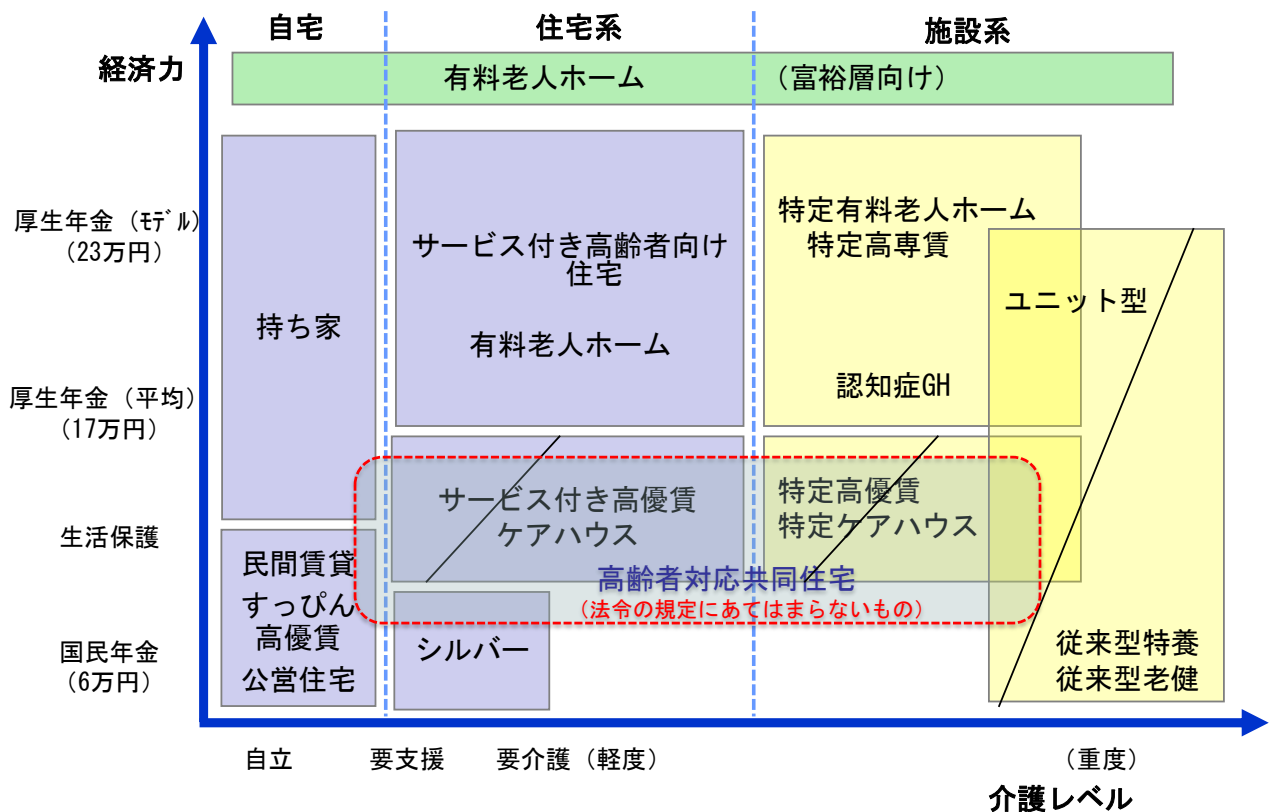 自宅
住宅系
施設系
経済力
有料老人ホーム
（富裕層向け）
厚生年金（ﾓﾃﾞﾙ）
（23万円）
サービス付き高齢者向け
住宅
有料老人ホーム
特定有料老人ホーム
特定高専賃
認知症GH
ユニット型
持ち家
厚生年金（平均）
（17万円）
サービス付き高優賃
ケアハウス
特定高優賃
特定ケアハウス
生活保護
高齢者対応共同住宅
（法令の規定にあてはまらないもの）
民間賃貸
すっぴん
高優賃
公営住宅
シルバー
国民年金
（6万円）
従来型特養
従来型老健
自立
要支援
要介護（軽度）
（重度）
介護レベル